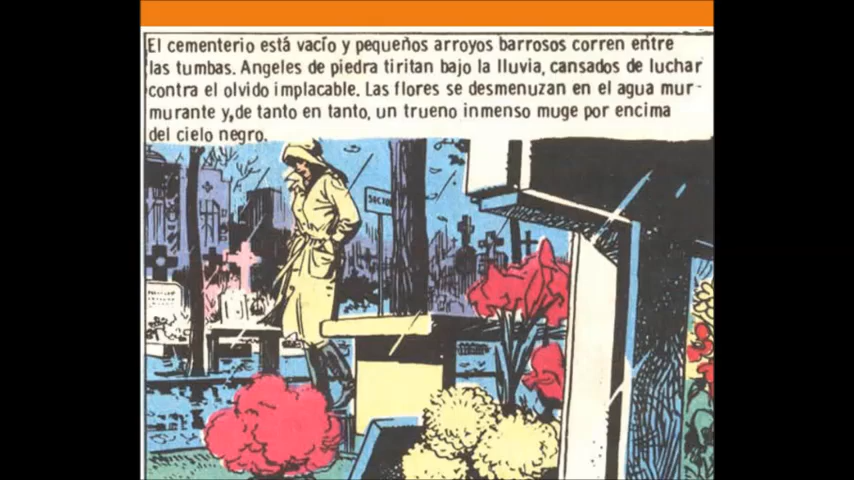 El cementerio está vacío y pequeños arroyos barrosos corren entre
las tumbas. Angeles de piedra tiritan bajo la lluvia, cansados de luchar
contra el olvido implacable. Las flores se desmenuzan en el agua mur-
murante y, de tanto en tanto, un trueno inmenso muge por encima
del cielo negro.